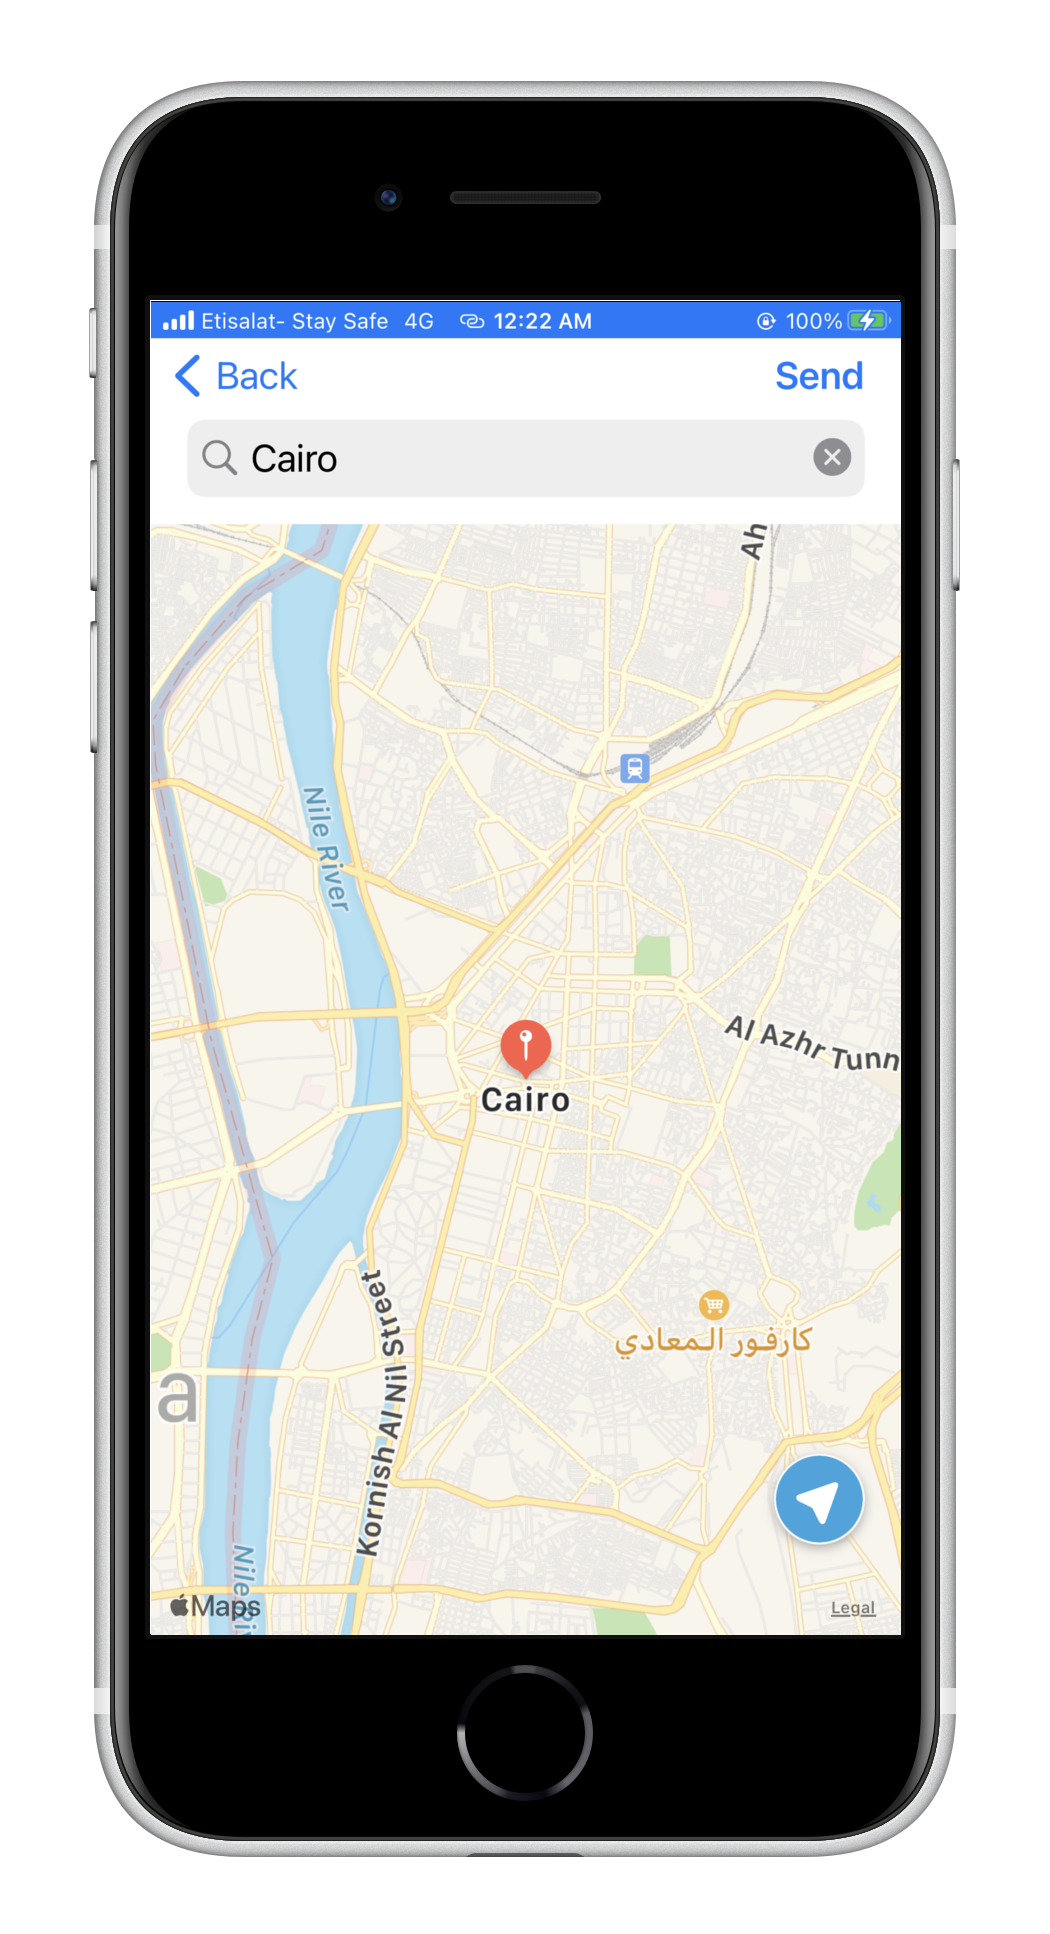 Etisalat- Stay Safe 4G 12:22 AM 100%
Back Send
Cairo
Ah
Nile River
Al Azhr Tunn
Cairo
Kornish Al Nil Street
كارفور المعادي
a
Nile Riv
Maps
Legal